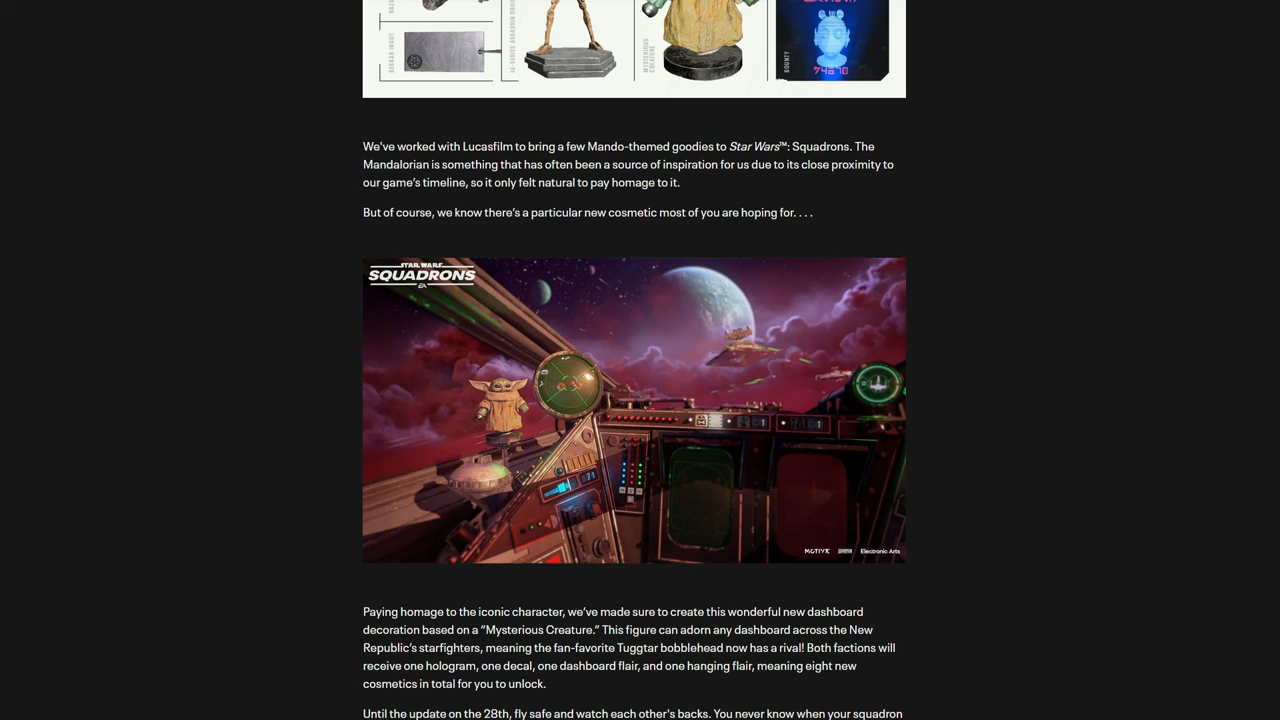 BESKAR INGOT
IG-SERIES ASSASSIN DROID
MYSTERIOUS
CREATURE
BOUNTY
We've worked with Lucasfilm to bring a few Mando-themed goodies to Star Wars™: Squadrons. The
Mandalorian is something that has often been a source of inspiration for us due to its close proximity to
our game’s timeline, so it only felt natural to pay homage to it.
But of course, we know there’s a particular new cosmetic most of you are hoping for. . . .
STAR WARS
SQUADRONS
EA
MOTIVE
Electronic Arts
Paying homage to the iconic character, we’ve made sure to create this wonderful new dashboard
decoration based on a “Mysterious Creature.” This figure can adorn any dashboard across the New
Republic’s starfighters, meaning the fan-favorite Tuggtar bobblehead now has a rival! Both factions will
receive one hologram, one decal, one dashboard flair, and one hanging flair, meaning eight new
cosmetics in total for you to unlock.
Until the update on the 28th, fly safe and watch each other's backs. You never know when your squadron